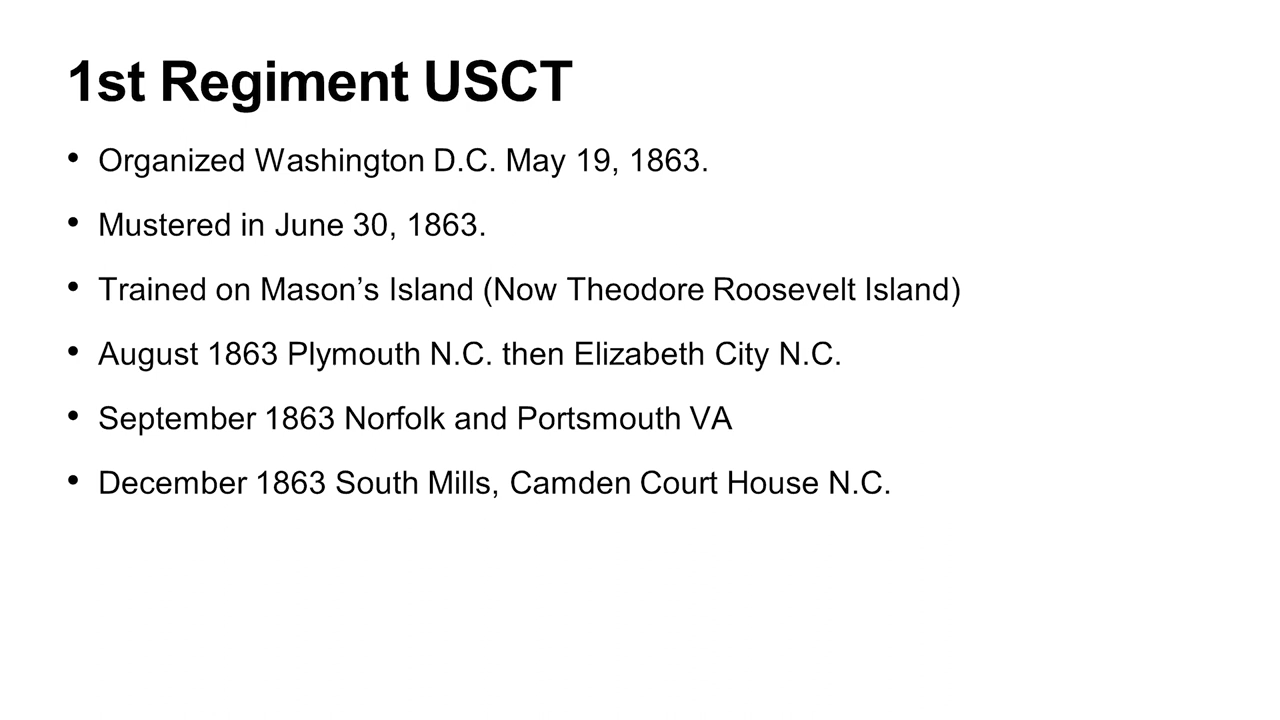 1st Regiment USCT
• Organized Washington D.C. May 19, 1863.
• Mustered in June 30, 1863.
• Trained on Mason’s Island (Now Theodore Roosevelt Island)
• August 1863 Plymouth N.C. then Elizabeth City N.C.
• September 1863 Norfolk and Portsmouth VA
• December 1863 South Mills, Camden Court House N.C.